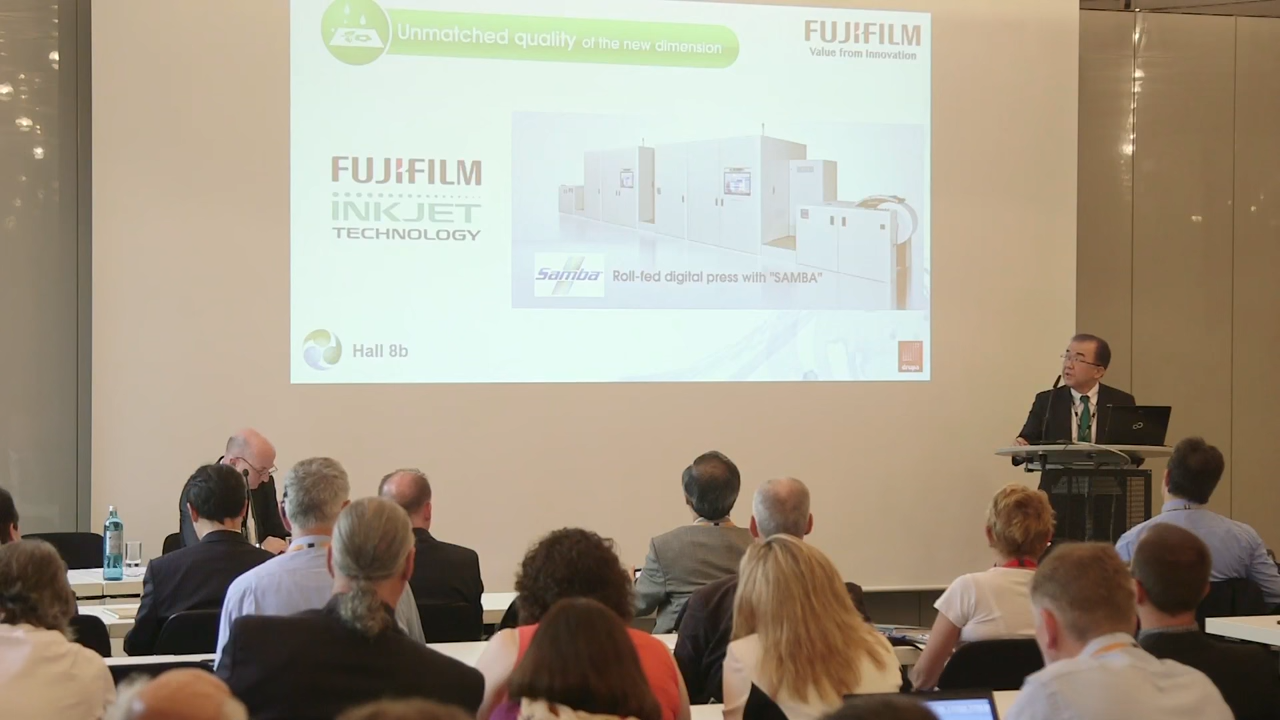 Unmatched quality of the new dimension
FUJIFILM
Value from Innovation
FUJIFILM
INKJET
TECHNOLOGY
Samba
Roll-fed digital press with "SAMBA"
Hall 8b
drupa